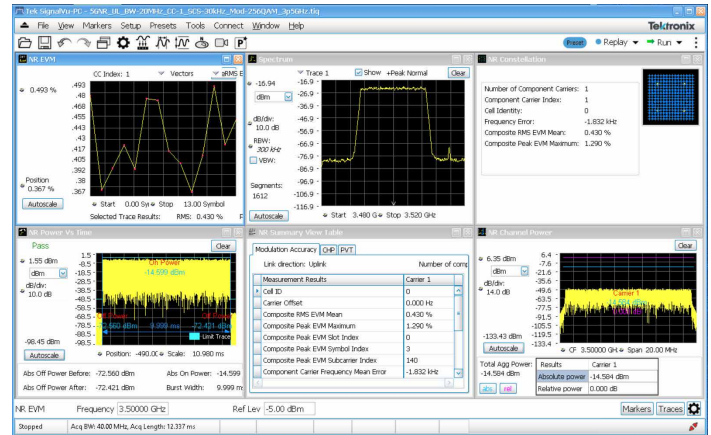 Tek SignalVu-PC - 5GNR_UL_BW-20MHz_CC-1_SCS-30kHz_Mod-256QAM_3p5GHz.tiq
File View Markers Setup Presets Tools Connect Window Help
Tektronix
Preset Replay Run
NR EVM
CC Index: 1 Vectors aRMS E
0.493 %
.493
.48
.468
.455
.443
.43
.417
.405
.392
.38
.367
Position
0.367 %
Autoscale
Start 0.00 Syn Stop 13.00 Symbol
Selected Trace Results: RMS: 0.430 % F
Spectrum
Trace 1 Show +Peak Normal Clear
-16.94
dBm
dB/div:
10.0 dB
RBW:
300 kHz
VBW:
Segments:
1612
-16.9
-26.9
-36.9
-46.9
-56.9
-66.9
-76.9
-86.9
-96.9
-106.9
-116.9
Autoscale
Start 3.480 G Stop 3.520 GHz
NR Constellation
Number of Component Carriers: 1
Component Carrier Index: 1
Cell Identity: 0
Frequency Error: -1.832 kHz
Composite RMS EVM Mean: 0.430 %
Composite Peak EVM Maximum: 1.290 %
NR Power Vs Time
Pass Clear
1.55 dBm
dBm
dB/div:
10.0 dB
1.5
-8.5
-18.5
-28.5
-38.5
-48.5
-58.5
-68.5
-78.5
-88.5
-98.5
On Power
-14.599 dBm
Off Power Off Power
-72.560 dBm 9.999 ms -72.421 dBm
Limit Trace
-98.45 dBm
Autoscale
Position: -490.0 Scale: 10.980 ms
Abs Off Power Before: -72.560 dBm Abs On Power: -14.599
Abs Off Power After: -72.421 dBm Burst Width: 9.999 m
NR Summary View Table
Modulation Accuracy CHP PVT
Link direction: Uplink Number of comp
Measurement Results Carrier 1
Cell ID 0
Carrier Offset 0.000 Hz
Composite RMS EVM Mean 0.430 %
Composite Peak EVM Maximum 1.290 %
Composite Peak EVM Slot Index 0
Composite Peak EVM Symbol Index 3
Composite Peak EVM Subcarrier Index 140
Component Carrier Frequency Mean Error -1.832 kHz
NR Channel Power
Clear
6.35 dBm
dBm
dB/div:
14.0 dB
6.4
-7.6
-21.6
-35.6
-49.6
-63.5
-77.5
-91.5
-105.5
-119.5
-133.4
Carrier 1
-14.584 dBm
-133.43 dBm
Autoscale
CF 3.50000 GH Span 20.00 MHz
Total Agg Power:
-14.584 dBm
abs rel
Results Carrier 1
Absolute power -14.584 dBm
Relative power 0.000 dB
NR EVM Frequency 3.50000 GHz Ref Lev -5.00 dBm Markers Traces
Stopped Acq BW: 40.00 MHz, Acq Length: 12.337 ms